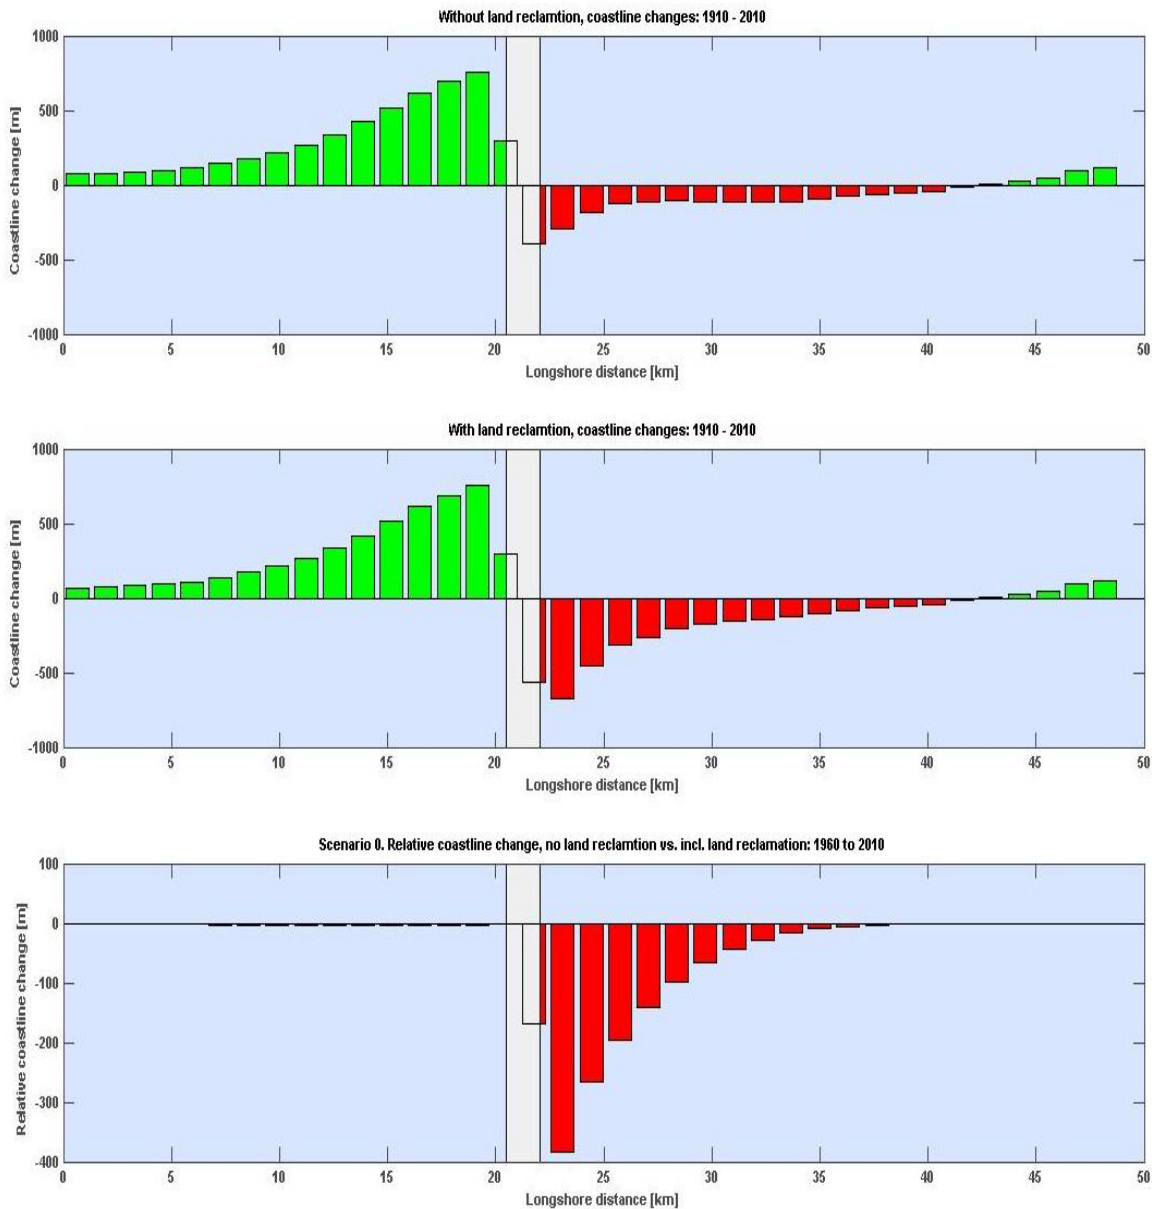 Without land reclamtion, coastline changes: 1910 - 2010
Coastline change [m]
1000
500
0
-500
-1000
0 5 10 15 20 25 30 35 40 45 50
Longshore distance [km]
With land reclamtion, coastline changes: 1910 - 2010
Coastline change [m]
1000
500
0
-500
-1000
0 5 10 15 20 25 30 35 40 45 50
Longshore distance [km]
Scenario 0. Relative coastline change, no land reclamtion vs. incl. land reclamation: 1960 to 2010
Relative coastline change [m]
100
0
-100
-200
-300
-400
0 5 10 15 20 25 30 35 40 45 50
Longshore distance [km]